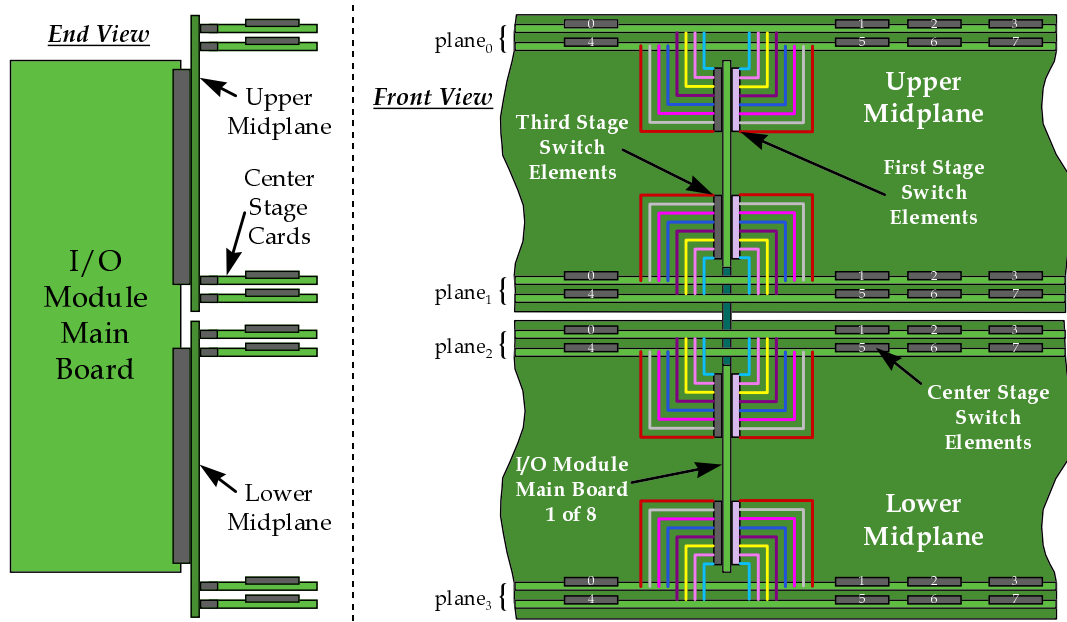 End View
Upper
Midplane
Center
Stage
Cards
I/O
Module
Main
Board
Lower
Midplane
Front View
plane0 {
0
1
2
3
4
5
6
7
Upper
Midplane
Third Stage
Switch
Elements
First Stage
Switch
Elements
plane1 {
0
1
2
3
4
5
6
7
plane2 {
0
1
2
3
4
5
6
7
Center Stage
Switch
Elements
I/O Module
Main Board
1 of 8
Lower
Midplane
plane3 {
0
1
2
3
4
5
6
7